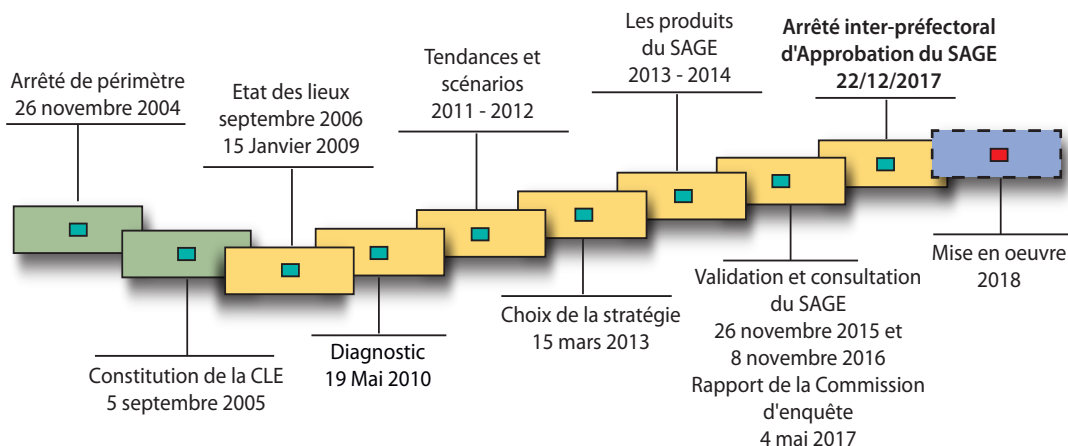 Arrêté de périmètre
26 novembre 2004
Constitution de la CLE
5 septembre 2005
Etat des lieux
septembre 2006
15 Janvier 2009
Diagnostic
19 Mai 2010
Tendances et
scénarios
2011 - 2012
Choix de la stratégie
15 mars 2013
Les produits
du SAGE
2013 - 2014
Validation et consultation
du SAGE
26 novembre 2015 et
8 novembre 2016
Rapport de la Commission
d'enquête
4 mai 2017
Arrêté inter-préfectoral
d'Approbation du SAGE
22/12/2017
Mise en oeuvre
2018